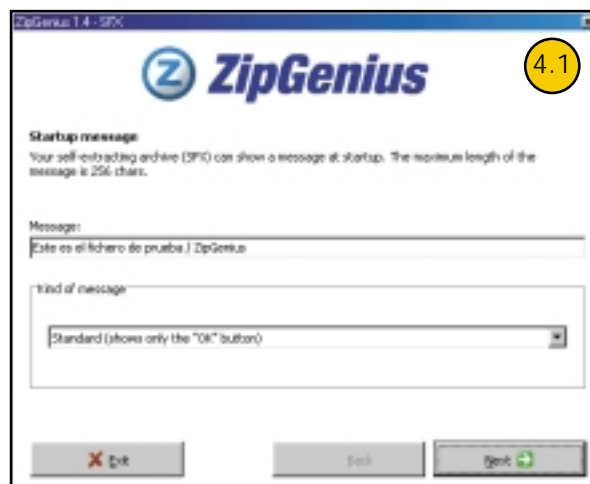 ZipGenius 1.4 - SFX
ZipGenius
4.1
Startup message
Your self-extracting archive (SFX) can show a message at startup. The maximum length of the
message is 256 chars.
Message:
Este es el fichero de prueba / ZipGenius
Kind of message
Standard (shows only the "OK" button)
Exit
Back
Next